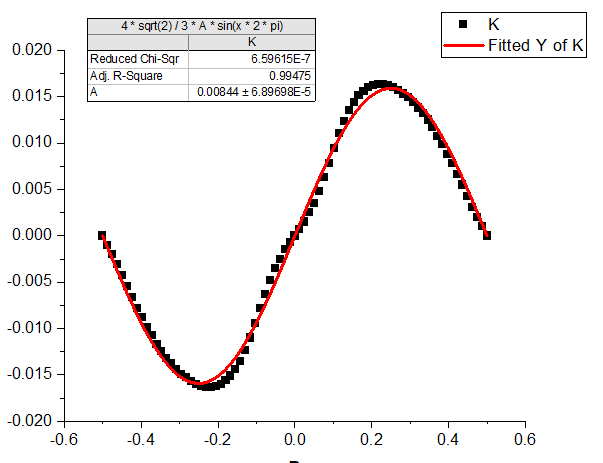 4 * sqrt(2) / 3 * A * sin(x * 2 * pi)
K
Reduced Chi-Sqr 6.59615E-7
Adj. R-Square 0.99475
A 0.00844 ± 6.89698E-5
K
Fitted Y of K
0.020
0.015
0.010
0.005
0.000
-0.005
-0.010
-0.015
-0.020
-0.6 -0.4 -0.2 0.0 0.2 0.4 0.6